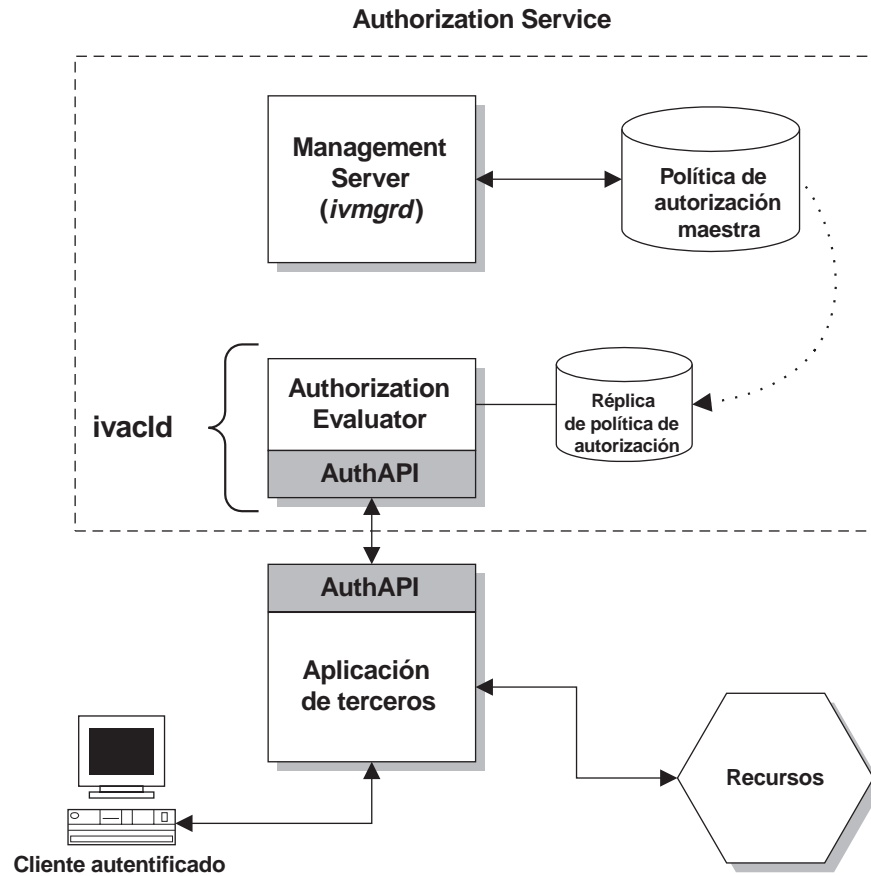 Authorization Service
Management
Server
(ivmgrd)
Política de
autorización
maestra
ivacld
Authorization
Evaluator
AuthAPI
Réplica
de política de
autorización
AuthAPI
Aplicación
de terceros
Recursos
Cliente autentificado